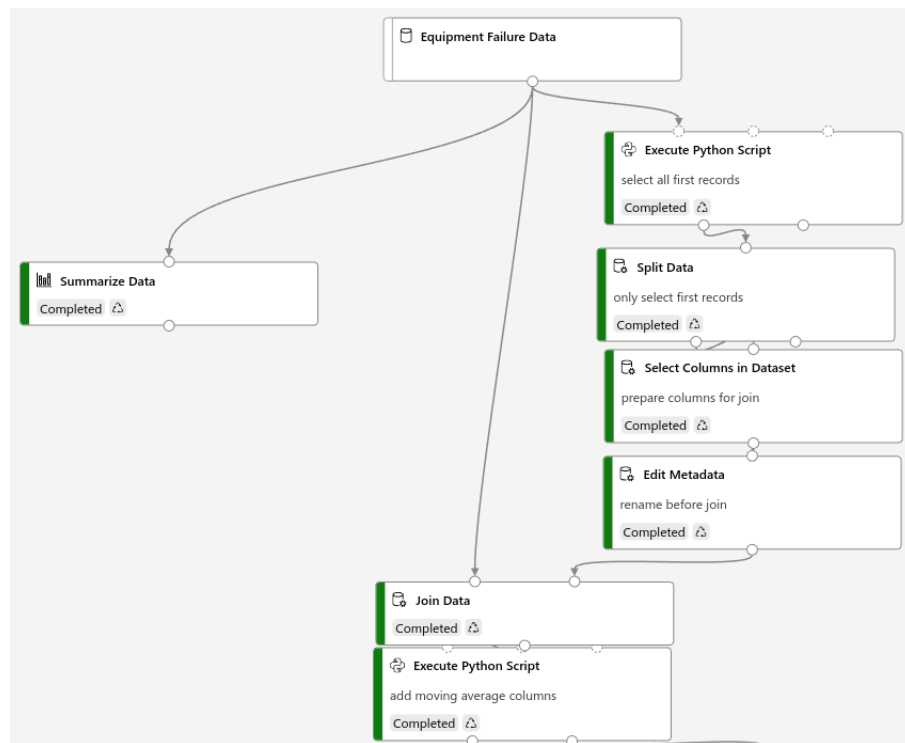 Equipment Failure Data
Execute Python Script
select all first records
Completed
Split Data
only select first records
Completed
Summarize Data
Completed
Select Columns in Dataset
prepare columns for join
Completed
Edit Metadata
rename before join
Completed
Join Data
Completed
Execute Python Script
add moving average columns
Completed